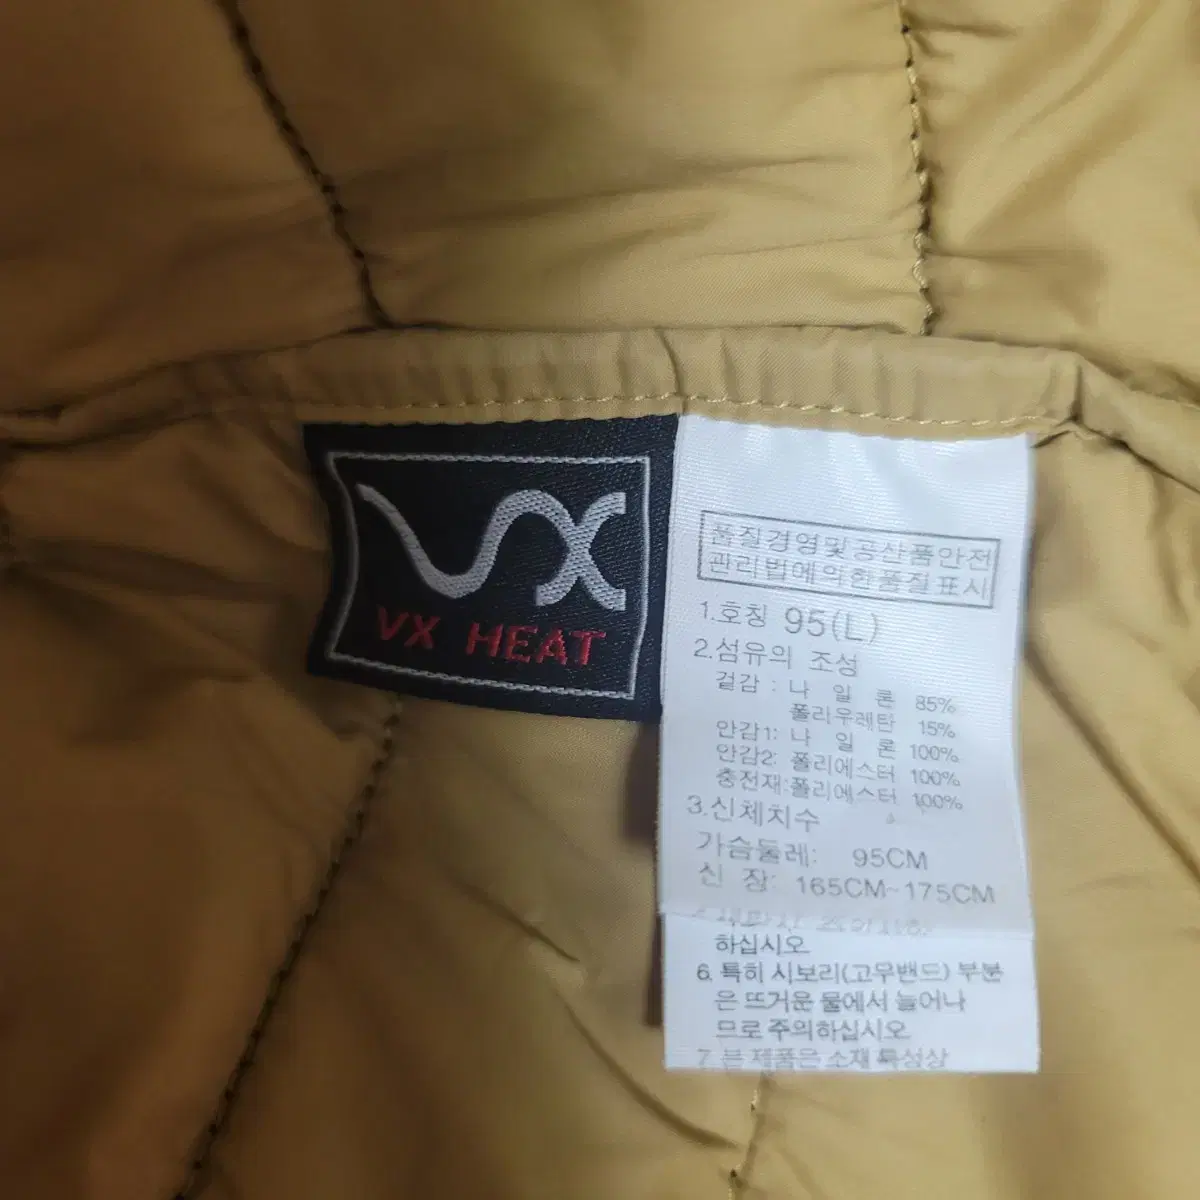 VX
VX HEAT
품질경영및공산품안전
관리법에의한품질표시
1.호칭 95(L)
2.섬유의 조성
겉감 : 나 일 론 85%
폴리우레탄 15%
안감1: 나 일 론 100%
안감2: 폴리에스터 100%
충전재:폴리에스터 100%
3.신체치수
가슴둘레: 95CM
신 장: 165CM~175CM
하십시오
6. 특히 시보리(고무밴드) 부분
은 뜨거운 물에서 늘어나
므로 주의하십시오
7. 본 제품은 소재 특성상